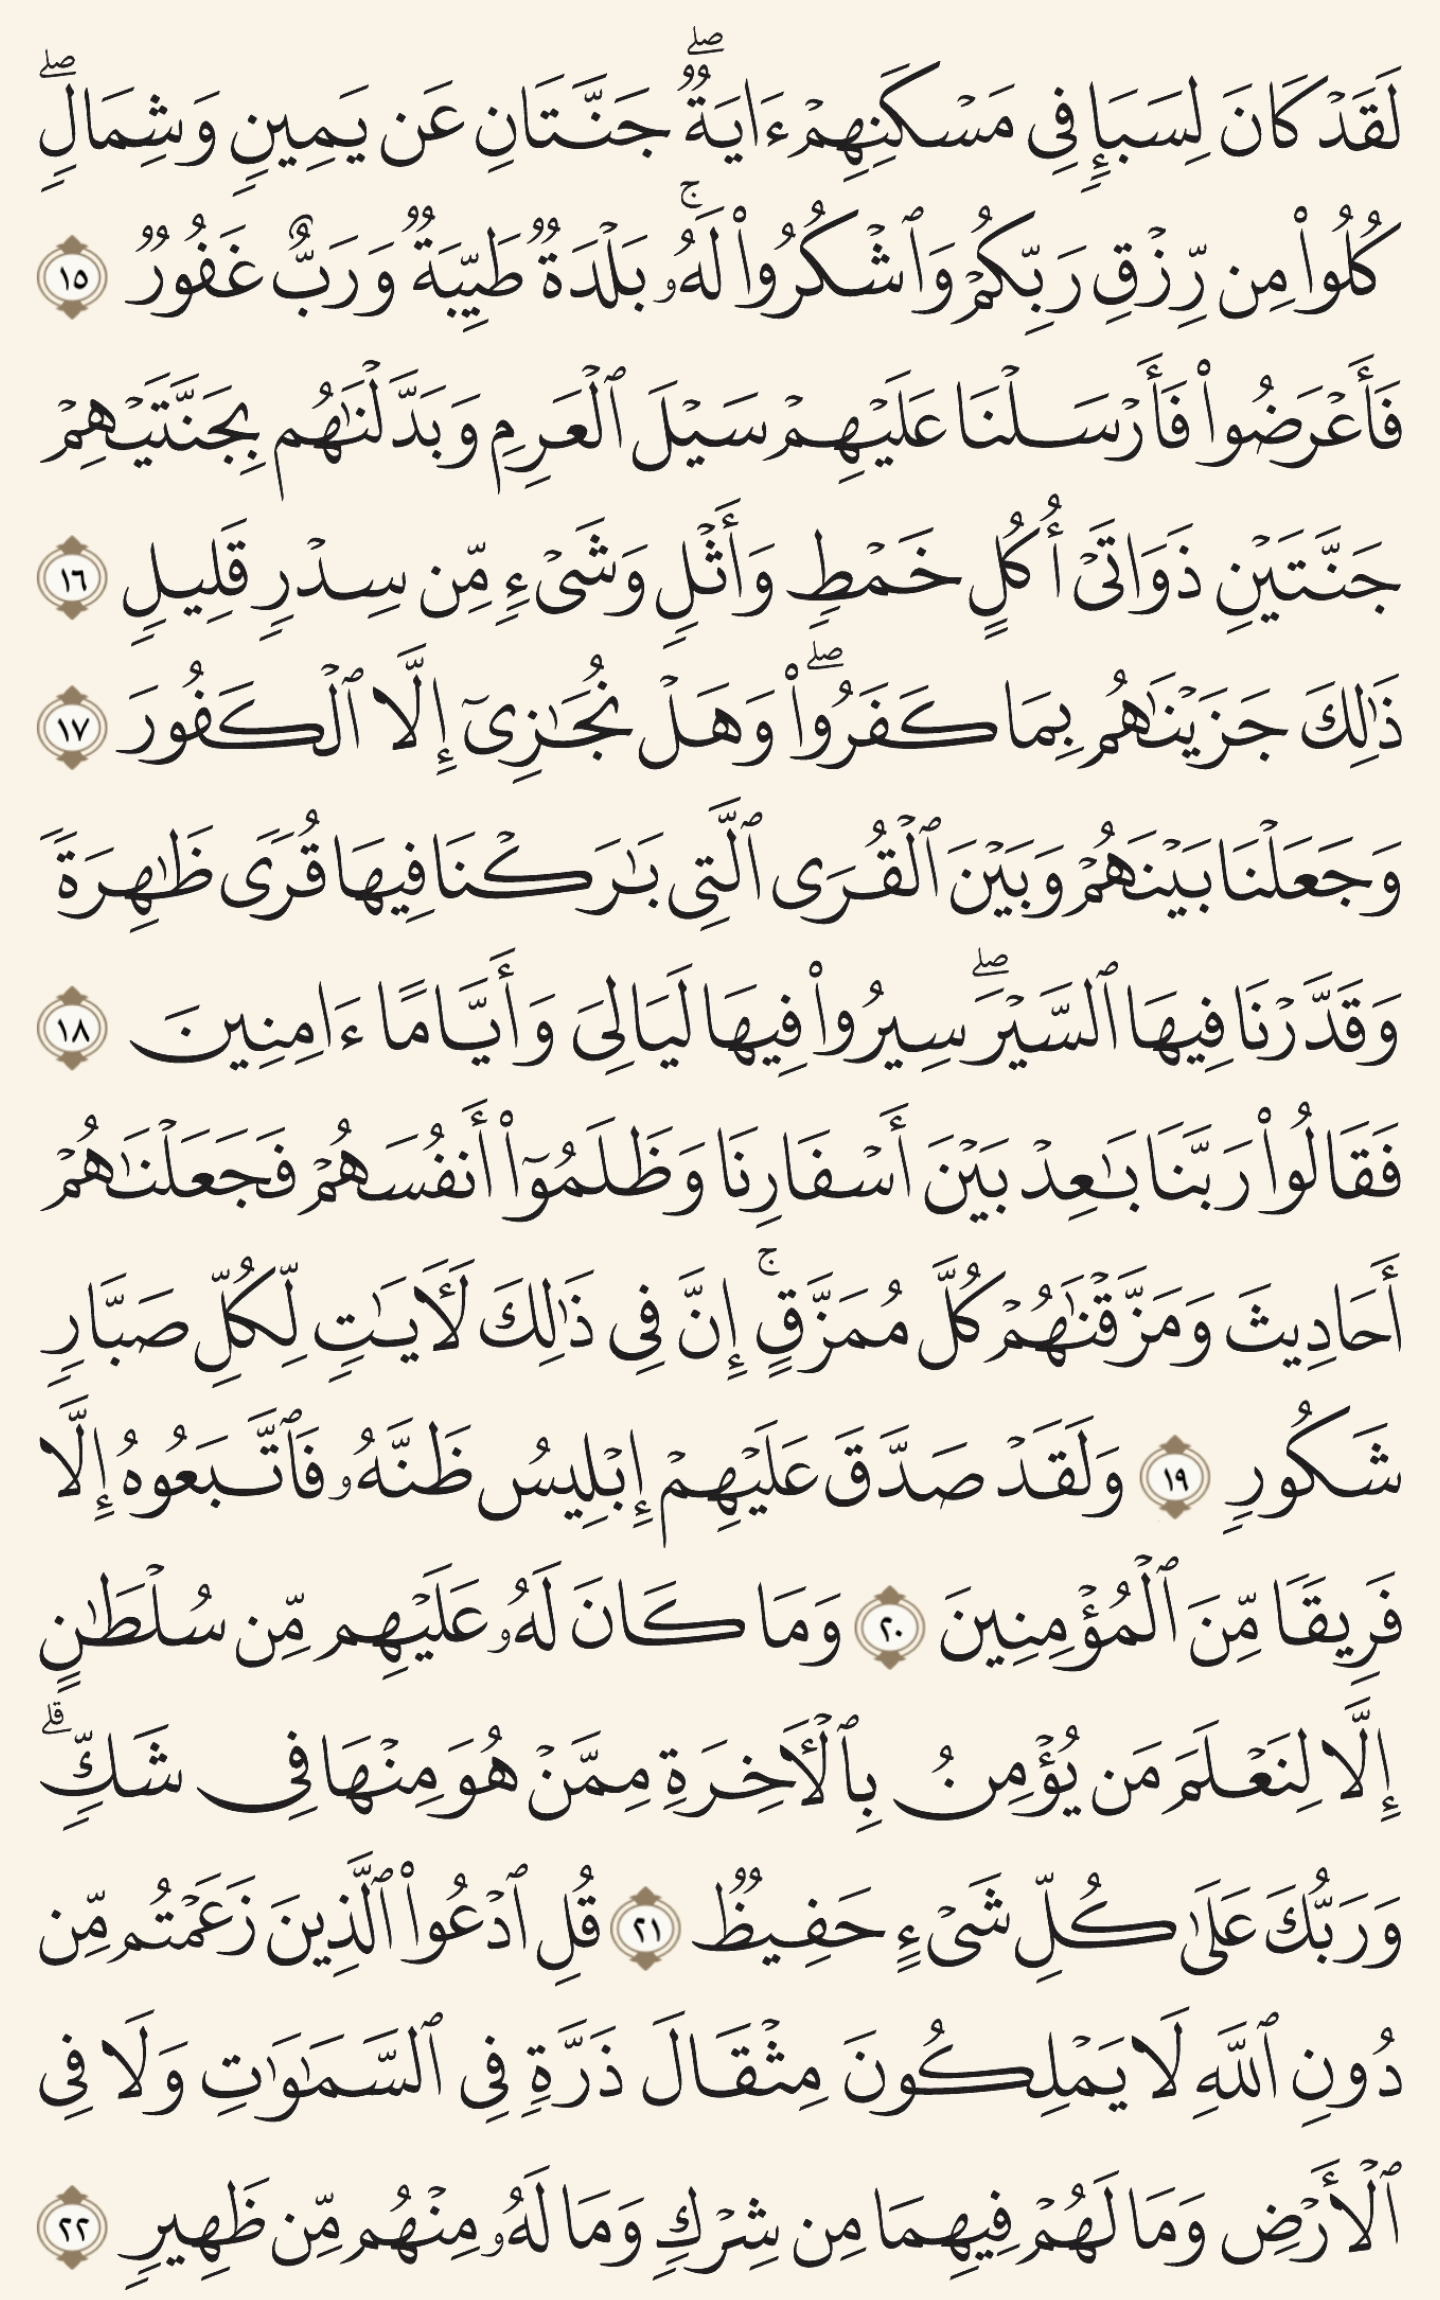 لَقَدۡ كَانَ لِسَبَإٖ فِي مَسۡكَنِهِمۡ ءَايَةٞۖ جَنَّتَانِ عَن يَمِينٖ وَشِمَالٖۖ
كُلُواْ مِن رِّزۡقِ رَبِّكُمۡ وَٱشۡكُرُواْ لَهُۥۚ بَلۡدَةٞ طَيِّبَةٞ وَرَبٌّ غَفُورٞ ١٥
فَأَعۡرَضُواْ فَأَرۡسَلۡنَا عَلَيۡهِمۡ سَيۡلَ ٱلۡعَرِمِ وَبَدَّلۡنَٰهُم بِجَنَّتَيۡهِمۡ
جَنَّتَيۡنِ ذَوَاتَيۡ أُكُلٍ خَمۡطٖ وَأَثۡلٖ وَشَيۡءٖ مِّن سِدۡرٖ قَلِيلٖ ١٦
ذَٰلِكَ جَزَيۡنَٰهُم بِمَا كَفَرُواْۖ وَهَلۡ نُجَٰزِيٓ إِلَّا ٱلۡكَفُورَ ١٧
وَجَعَلۡنَا بَيۡنَهُمۡ وَبَيۡنَ ٱلۡقُرَى ٱلَّتِي بَٰرَكۡنَا فِيهَا قُرٗى ظَٰهِرَةٗ
وَقَدَّرۡنَا فِيهَا ٱلسَّيۡرَۖ سِيرُواْ فِيهَا لَيَالِيَ وَأَيَّامًا ءَامِنِينَ ١٨
فَقَالُواْ رَبَّنَا بَٰعِدۡ بَيۡنَ أَسۡفَارِنَا وَظَلَمُوٓاْ أَنفُسَهُمۡ فَجَعَلۡنَٰهُمۡ
أَحَادِيثَ وَمَزَّقۡنَٰهُمۡ كُلَّ مُمَزَّقٍۚ إِنَّ فِي ذَٰلِكَ لَأٓيَٰتٖ لِّكُلِّ صَبَّارٖ
شَكُورٖ ١٩ وَلَقَدۡ صَدَّقَ عَلَيۡهِمۡ إِبۡلِيسُ ظَنَّهُۥ فَٱتَّبَعُوهُ إِلَّا
فَرِيقٗا مِّنَ ٱلۡمُؤۡمِنِينَ ٢٠ وَمَا كَانَ لَهُۥ عَلَيۡهِم مِّن سُلۡطَٰنٍ
إِلَّا لِنَعۡلَمَ مَن يُؤۡمِنُ بِٱلۡأٓخِرَةِ مِمَّنۡ هُوَ مِنۡهَا فِي شَكّٖۗ
وَرَبُّكَ عَلَىٰ كُلِّ شَيۡءٍ حَفِيظٞ ٢١ قُلِ ٱدۡعُواْ ٱلَّذِينَ زَعَمۡتُم مِّن
دُونِ ٱللَّهِ لَا يَمۡلِكُونَ مِثۡقَالَ ذَرَّةٖ فِي ٱلسَّمَٰوَٰتِ وَلَا فِي
ٱلۡأَرۡضِ وَمَا لَهُمۡ فِيهِمَا مِن شِرۡكٖ وَمَا لَهُۥ مِنۡهُم مِّن ظَهِيرٖ ٢٢